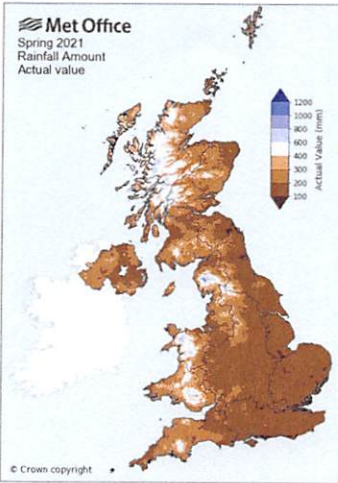 Met Office
Spring 2021
Rainfall Amount
Actual value
1200
1000
800
600
400
300
200
100
Actual Value (mm)
© Crown copyright